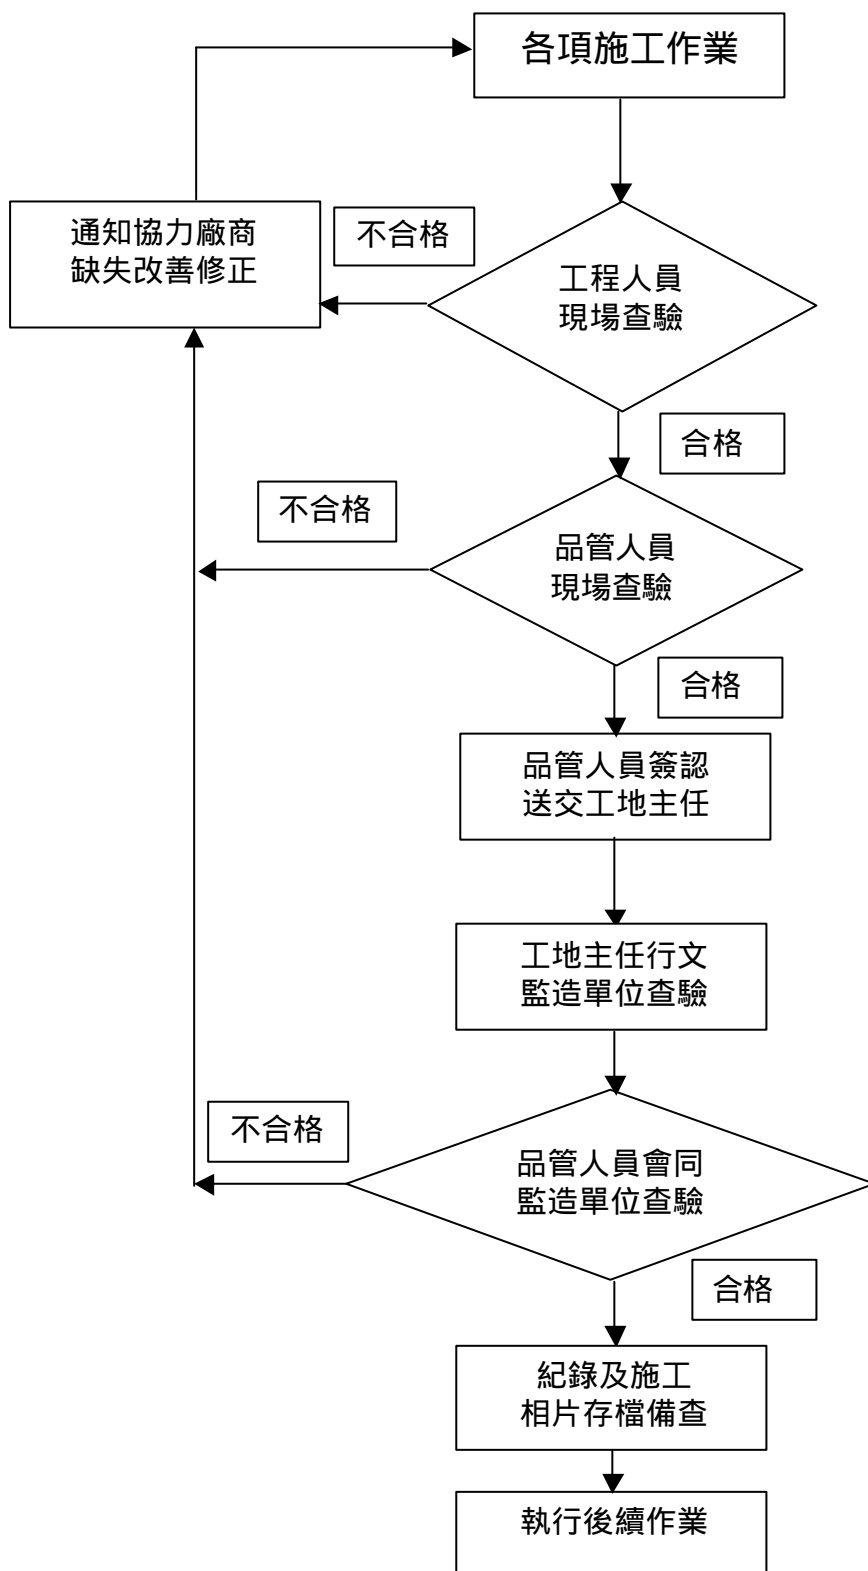 各項施工作業
通知協力廠商
缺失改善修正
不合格
工程人員
現場查驗
合格
不合格
品管人員
現場查驗
合格
品管人員簽認
送交工地主任
工地主任行文
監造單位查驗
不合格
品管人員會同
監造單位查驗
合格
紀錄及施工
相片存檔備查
執行後續作業